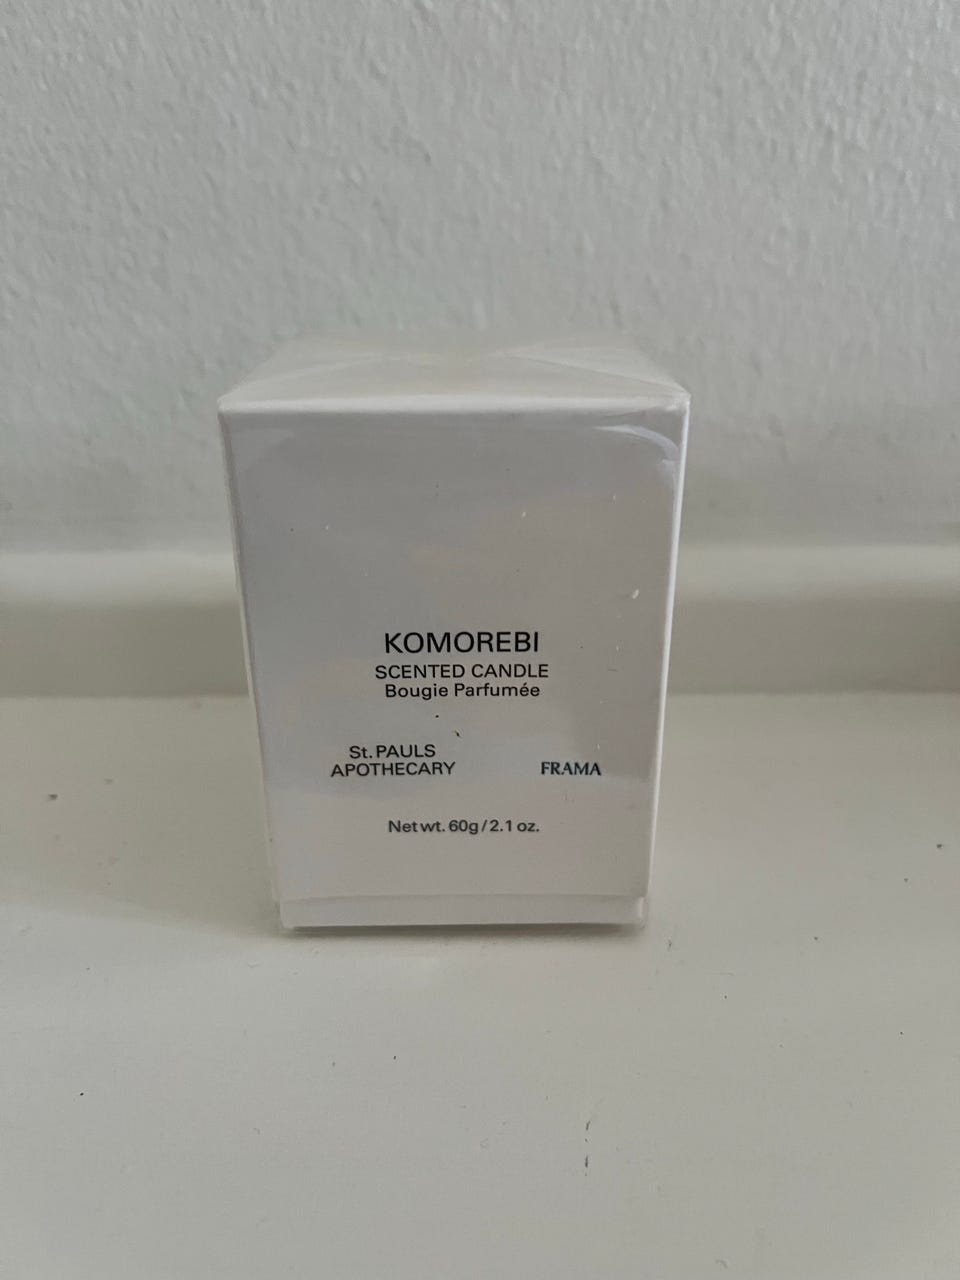 KOMOREBI
SCENTED CANDLE
Bougie Parfumée
St. PAULS
APOTHECARY
FRAMA
Net wt. 60g/2.1 oz.